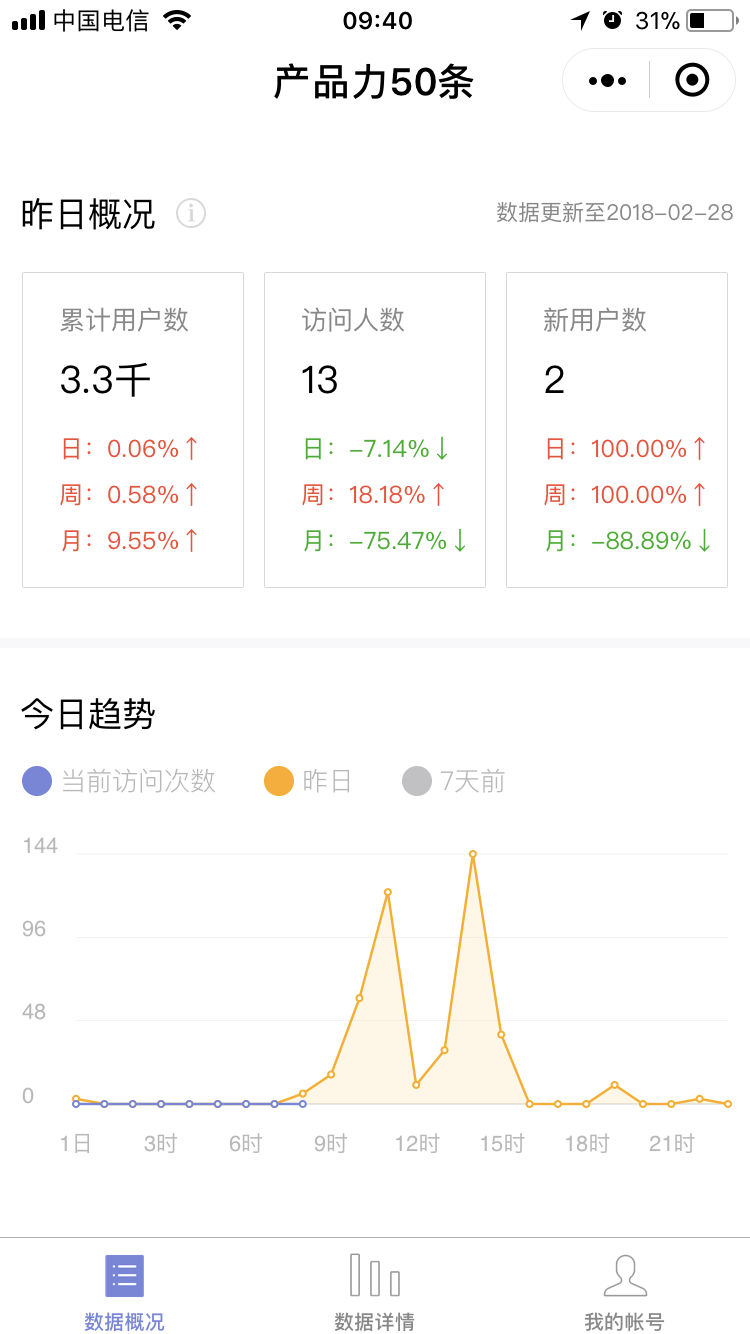 中国电信 09:40 31%
产品力50条
昨日概况 i 数据更新至2018-02-28
累计用户数 访问人数 新用户数
3.3千 13 2
日：0.06%↑ 日：-7.14%↓ 日：100.00%↑
周：0.58%↑ 周：18.18%↑ 周：100.00%↑
月：9.55%↑ 月：-75.47%↓ 月：-88.89%↓
今日趋势
当前访问次数 昨日 7天前
144
96
48
0
1日 3时 6时 9时 12时 15时 18时 21时
数据概况 数据详情 我的帐号